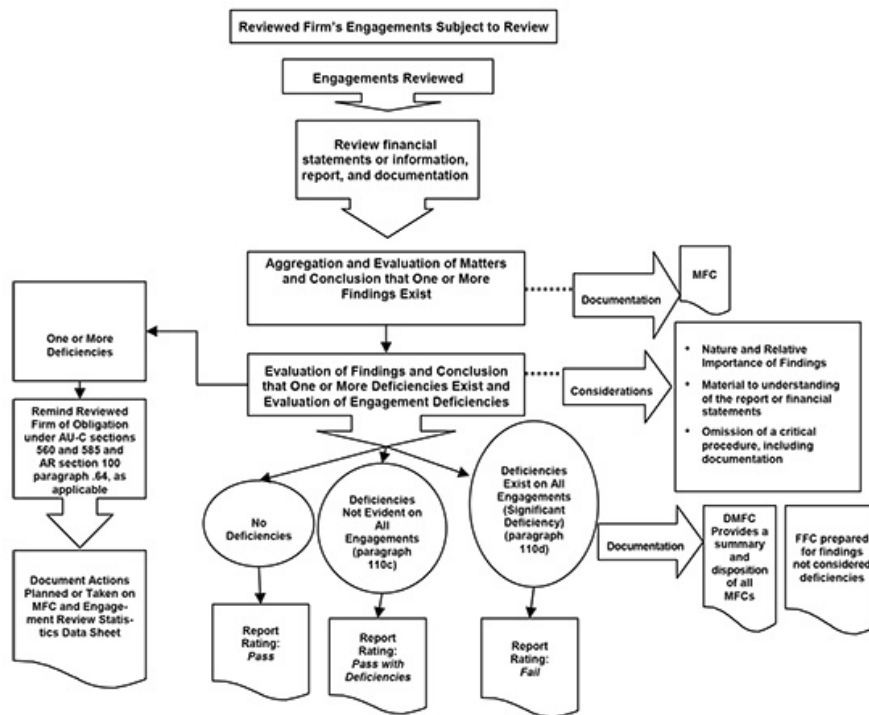 Reviewed Firm's Engagements Subject to Review
Engagements Reviewed
Review financial
statements or information,
report, and documentation
Aggregation and Evaluation of Matters
and Conclusion that One or More
Findings Exist
Documentation
MFC
One or More
Deficiencies
Evaluation of Findings and Conclusion
that One or More Deficiencies Exist and
Evaluation of Engagement Deficiencies
Considerations
• Nature and Relative
Importance of Findings
• Material to understanding
of the report or financial
statements
• Omission of a critical
procedure, including
documentation
Remind Reviewed
Firm of Obligation
under AU-C sections
560 and 585 and
AR section 100
paragraph .64, as
applicable
No
Deficiencies
Deficiencies
Not Evident on
All
Engagements
(paragraph
110c)
Deficiencies
Exist on All
Engagements
(Significant
Deficiency)
(paragraph
110d)
Documentation
DMFC
Provides a
summary
and
disposition
of all
MFCs
FFC prepared
for findings
not considered
deficiencies
Document Actions
Planned or Taken on
MFC and Engage-
ment Review Statis-
tics Data Sheet
Report
Rating:
Pass
Report
Rating:
Pass with
Deficiencies
Report
Rating:
Fail